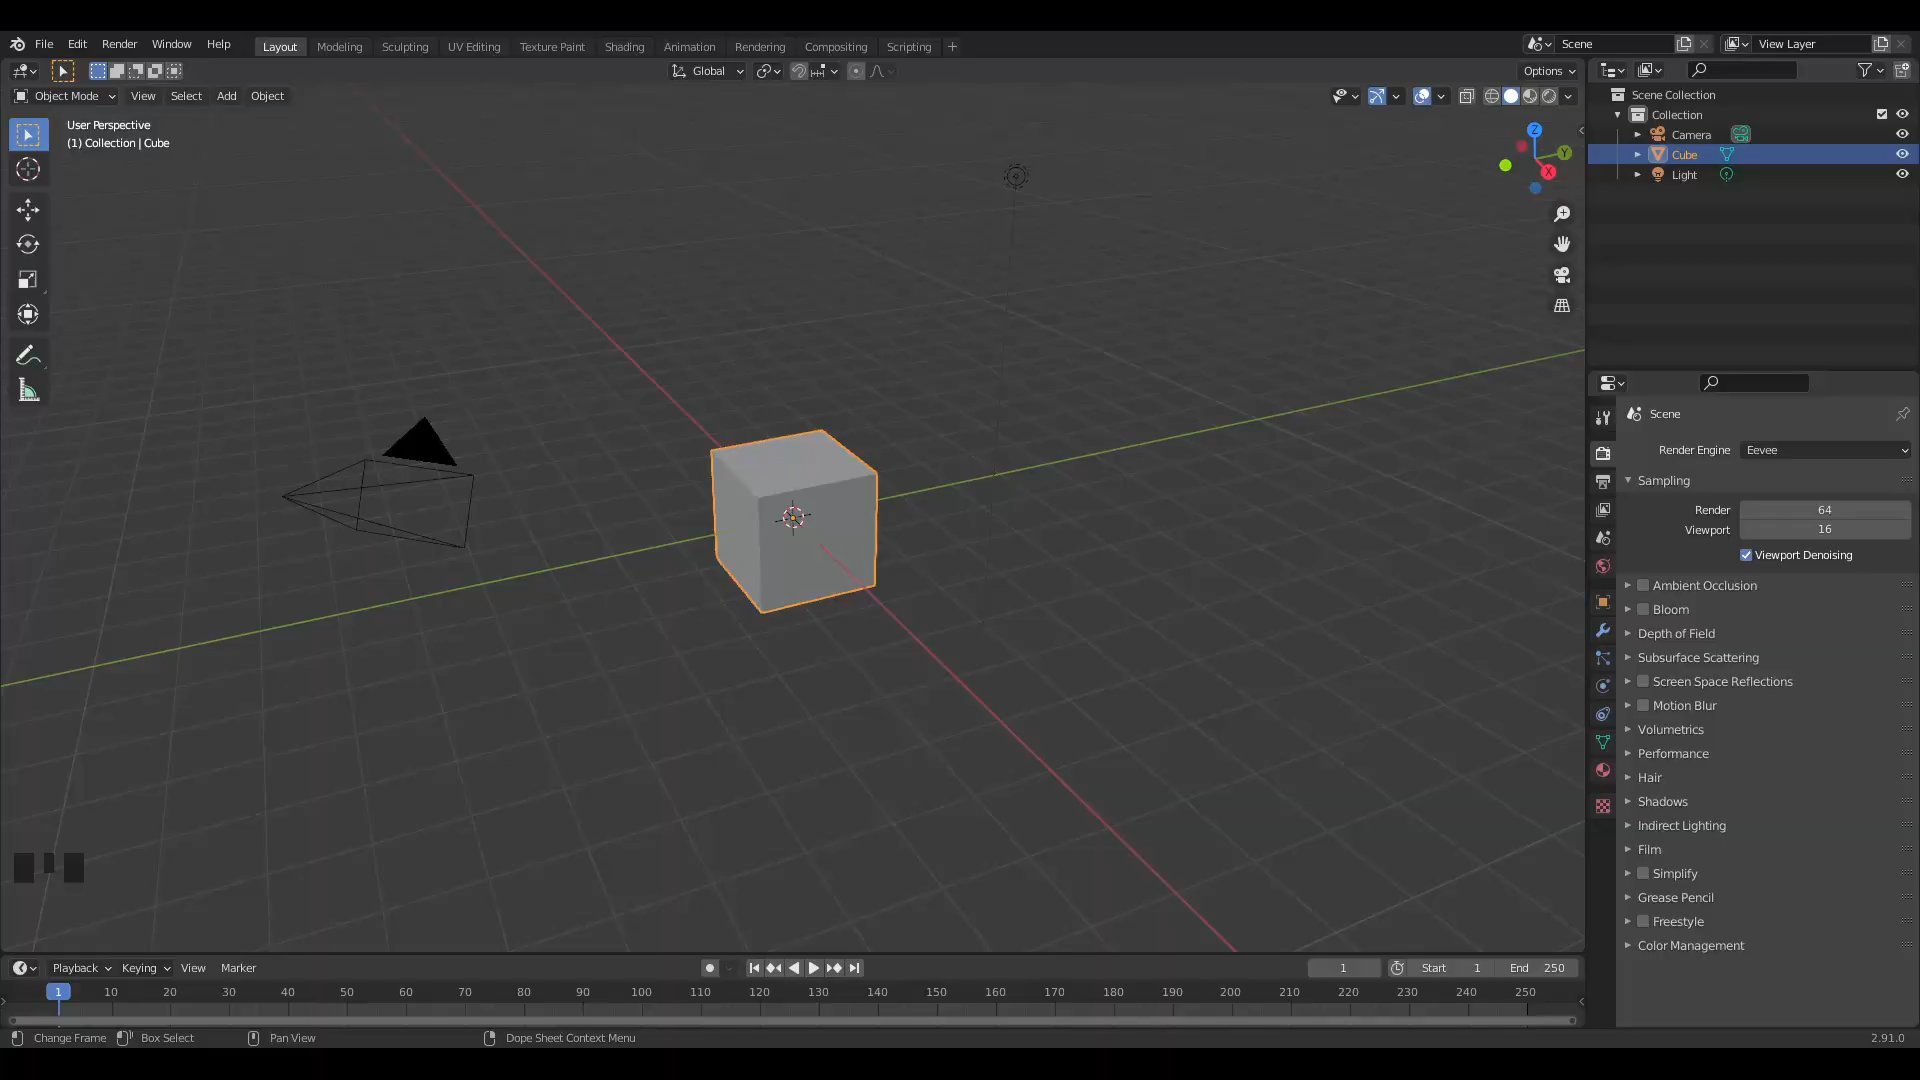 File Edit Render Window Help Layout Modeling Sculpting UV Editing Texture Paint Shading Animation Rendering Compositing Scripting + Scene View Layer
Global Options
Object Mode View Select Add Object
User Perspective
(1) Collection | Cube
Z
Y
X
Scene Collection
Collection
Camera
Cube
Light
Scene
Render Engine Eevee
Sampling
Render 64
Viewport 16
Viewport Denoising
Ambient Occlusion
Bloom
Depth of Field
Subsurface Scattering
Screen Space Reflections
Motion Blur
Volumetrics
Performance
Hair
Shadows
Indirect Lighting
Film
Simplify
Grease Pencil
Freestyle
Color Management
Playback Keying View Marker 1 Start 1 End 250
1 10 20 30 40 50 60 70 80 90 100 110 120 130 140 150 160 170 180 190 200 210 220 230 240 250
Change Frame Box Select Pan View Dope Sheet Context Menu 2.91.0